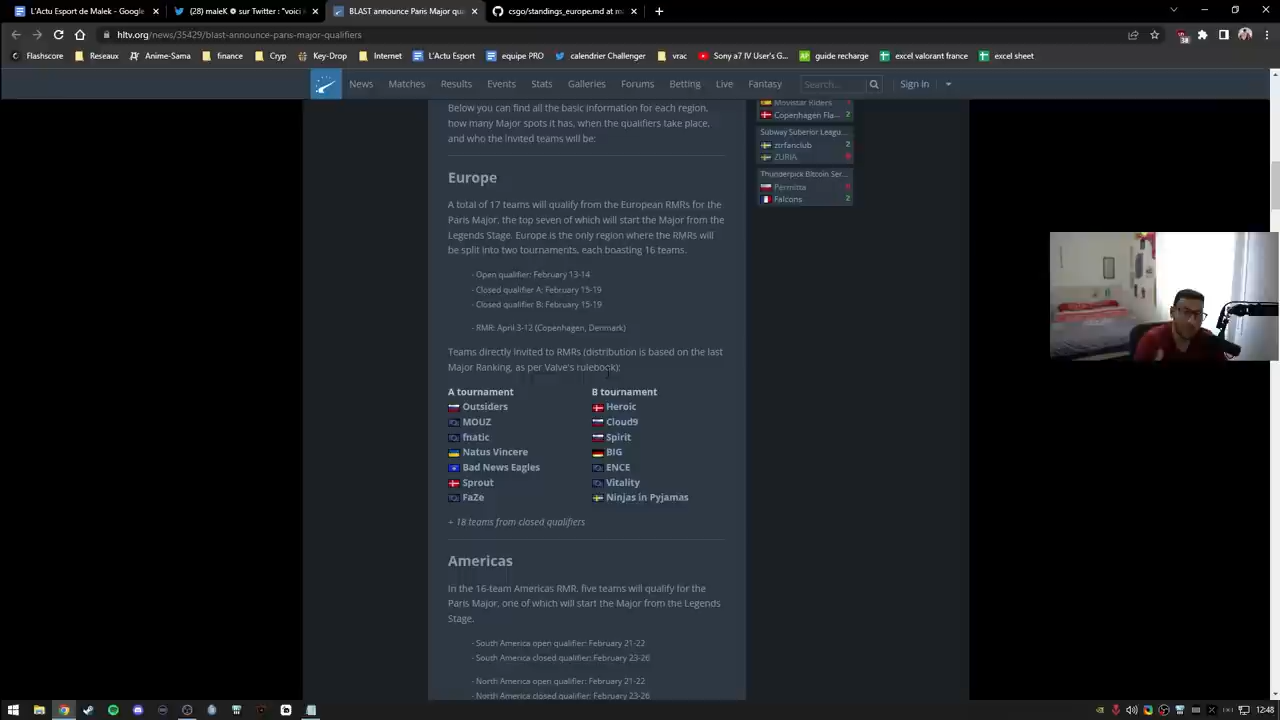 L'Actu Esport de Malek - Google
(28) maleK sur Twitter : "voici
BLAST announce Paris Major qua
csgo/standings_europe.md at m
hltv.org/news/35429/blast-announce-paris-major-qualifiers
Flashscore
Reseaux
Anime-Sama
finance
Cryp
Key-Drop
Internet
L'Actu Esport
equipe PRO
calendrier Challenger
vrac
Sony a7 IV User's G...
guide recharge
excel valorant france
excel sheet
News Matches Results Events Stats Galleries Forums Betting Live Fantasy Search... Sign in
Below you can find all the basic information for each region,
how many Major spots it has, when the qualifiers take place,
and who the invited teams will be:
Movistar Riders
Copenhagen Fla... 2
Subway Superior Leagu...
zirfanclub 2
ZURIA
Thunderpick Bitcoin Ser...
Permitta
Falcons 2
Europe
A total of 17 teams will qualify from the European RMRs for the
Paris Major, the top seven of which will start the Major from the
Legends Stage. Europe is the only region where the RMRs will
be split into two tournaments, each boasting 16 teams.
- Open qualifier: February 13-14
- Closed qualifier A: February 15-19
- Closed qualifier B: February 15-19
- RMR: April 3-12 (Copenhagen, Denmark)
Teams directly invited to RMRs (distribution is based on the last
Major Ranking, as per Valve's rulebook):
A tournament
Outsiders
MOUZ
fnatic
Natus Vincere
Bad News Eagles
Sprout
FaZe
B tournament
Heroic
Cloud9
Spirit
BIG
ENCE
Vitality
Ninjas in Pyjamas
+ 18 teams from closed qualifiers
Americas
In the 16-team Americas RMR, five teams will qualify for the
Paris Major, one of which will start the Major from the Legends
Stage.
- South America open qualifier: February 21-22
- South America closed qualifier: February 23-26
- North America open qualifier: February 21-22
- North America closed qualifier: February 23-26
12:48